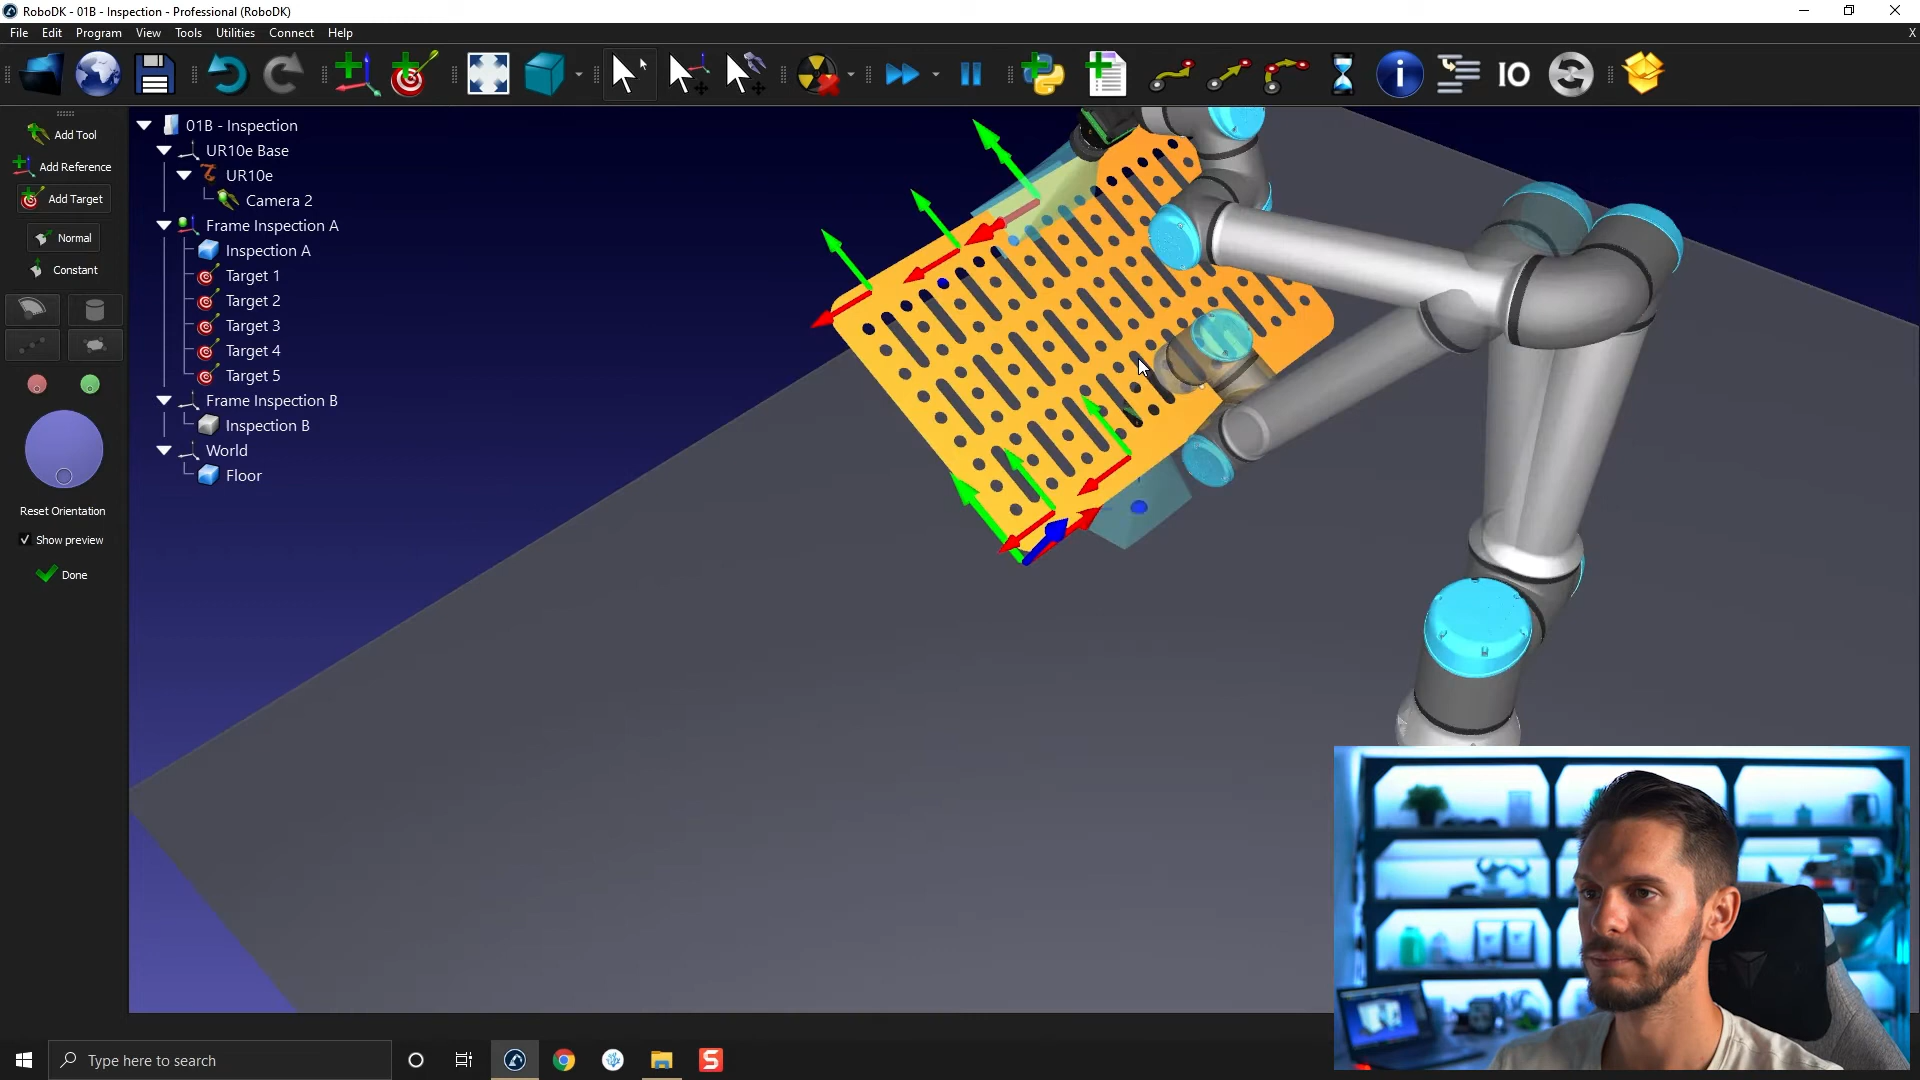 RoboDK - 01B - Inspection - Professional (RoboDK)
File Edit Program View Tools Utilities Connect Help
X
IO
Add Tool
Add Reference
Add Target
Normal
Constant
Reset Orientation
Show preview
Done
01B - Inspection
UR10e Base
UR10e
Camera 2
Frame Inspection A
Inspection A
Target 1
Target 2
Target 3
Target 4
Target 5
Frame Inspection B
Inspection B
World
Floor
Type here to search